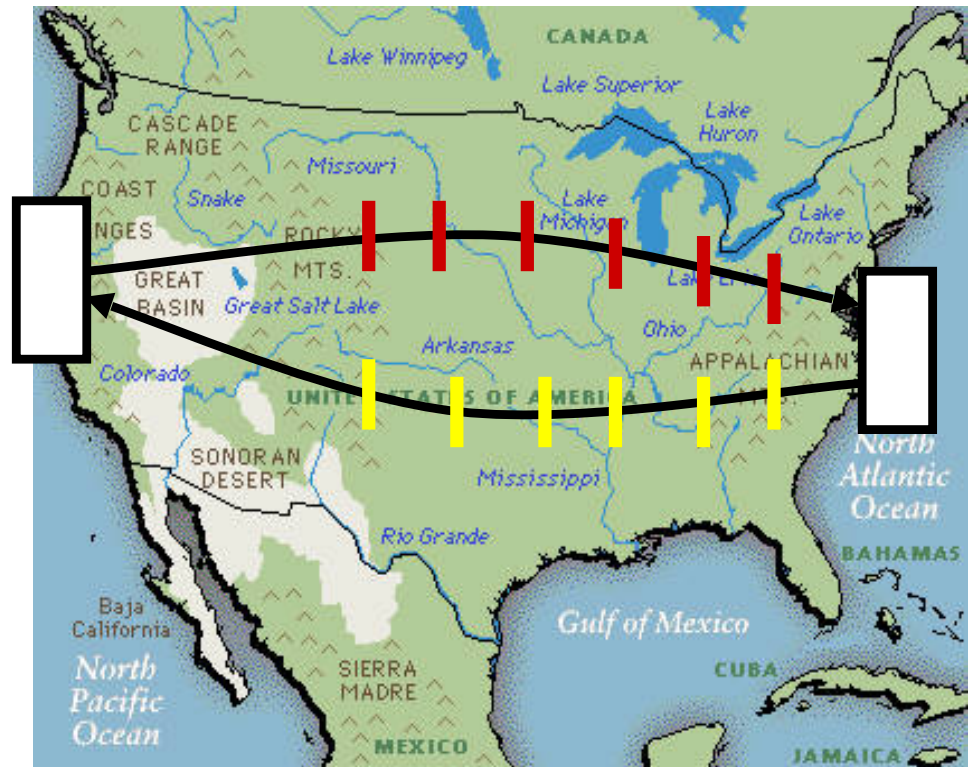 CANADA
Lake Winnipeg
Lake Superior
Lake
Huron
CASCADE
RANGE
Missouri
COAST
NGES
Snake
Lake
Michigan
Lake
Ontario
ROCKY
MTS.
GREAT
BASIN
Great Salt Lake
Lake Erie
Ohio
Arkansas
APPALACHIAN
MTS.
Colorado
UNITED STATES OF AMERICA
SONORAN
DESERT
Mississippi
North
Atlantic
Ocean
Rio Grande
BAHAMAS
Baja
California
Gulf of Mexico
North
Pacific
Ocean
SIERRA
MADRE
CUBA
MEXICO
JAMAICA